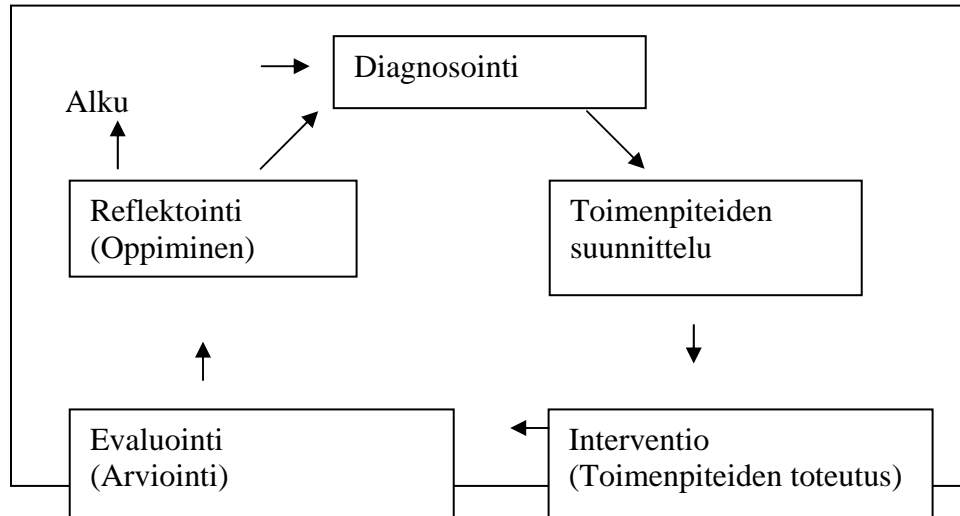 Diagnosointi
Alku
Reflektointi
(Oppiminen)
Toimenpiteiden
suunnittelu
Evaluointi
(Arviointi)
Interventio
(Toimenpiteiden toteutus)